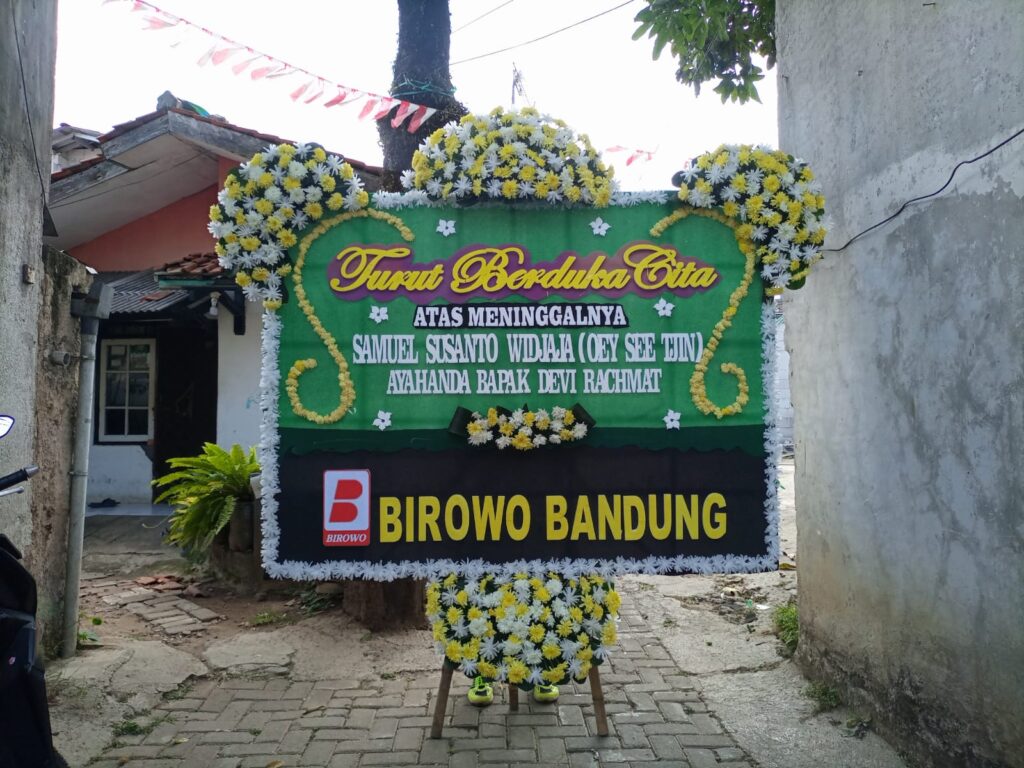 Turut Berduka Cita
ATAS MENINGGALNYA
SAMUEL SUSANTO WIDJAJA (OEY SEE TJIN)
AYAHANDA BAPAK DEVI RACHMAT
B BIROWO BANDUNG
BIROWO